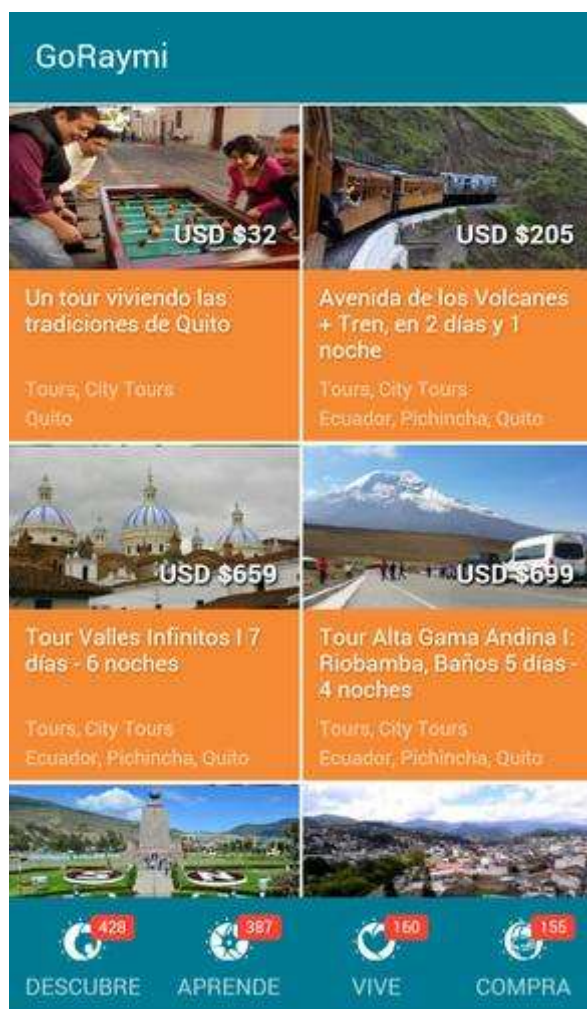 GoRaymi
USD $32
Un tour viviendo las
tradiciones de Quito
Tours, City Tours
Quito
USD $205
Avenida de los Volcanes
+ Tren, en 2 días y 1
noche
Tours, City Tours
Ecuador, Pichincha, Quito
USD $659
Tour Valles Infinitos I 7
días - 6 noches
Tours, City Tours
Ecuador, Pichincha, Quito
USD $699
Tour Alta Gama Andina I:
Riobamba, Baños 5 días -
4 noches
Tours, City Tours
Ecuador, Pichincha, Quito
428
DESCUBRE
387
APRENDE
160
VIVE
155
COMPRA